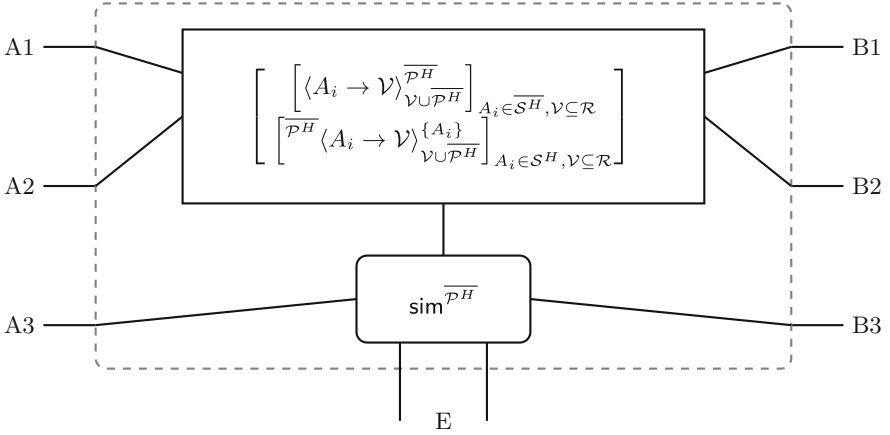 A1
B1
[⟨A_i → 𝒱⟩^{\overline{𝒫^H}}_{𝒱∪\overline{𝒫^H}}]_{A_i∈\overline{𝒮^H},𝒱⊆ℛ}
[^{\overline{𝒫^H}}⟨A_i → 𝒱⟩^{\{A_i\}}_{𝒱∪\overline{𝒫^H}}]_{A_i∈𝒮^H,𝒱⊆ℛ}
A2
B2
sim^{\overline{𝒫^H}}
A3
B3
E